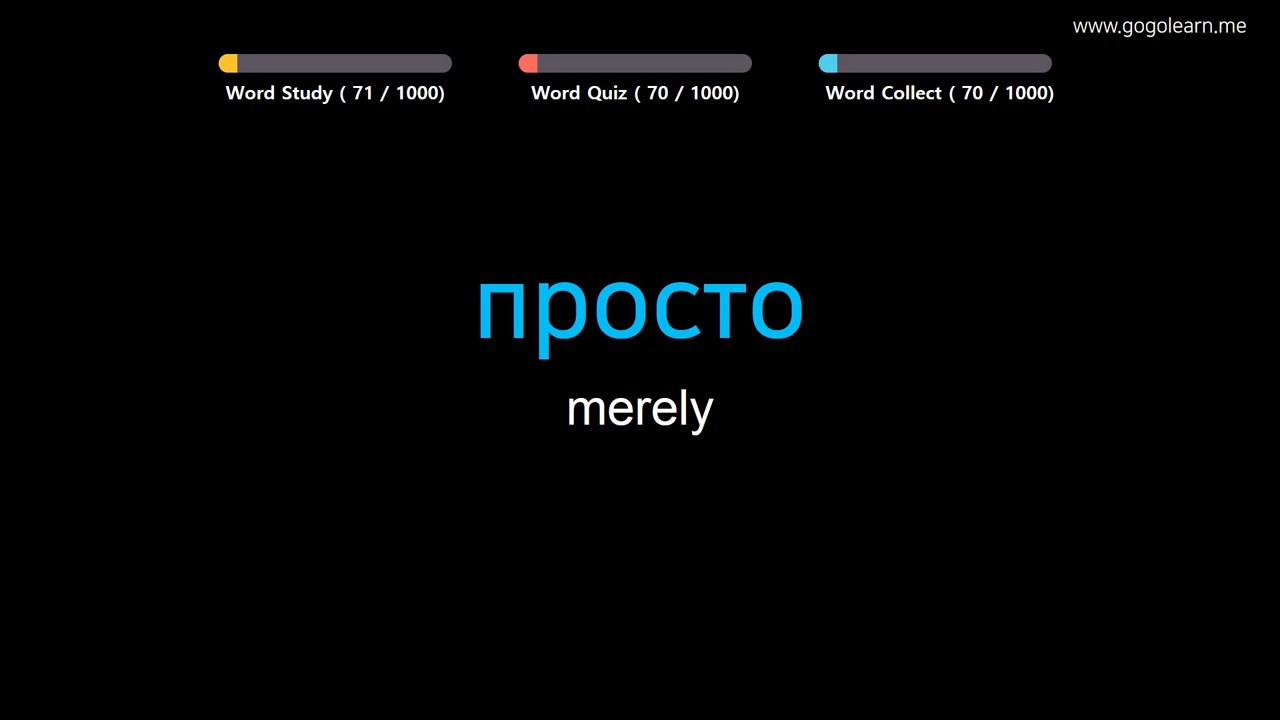 www.gogolearn.me
Word Study ( 71 / 1000)
Word Quiz ( 70 / 1000)
Word Collect ( 70 / 1000)
просто
merely